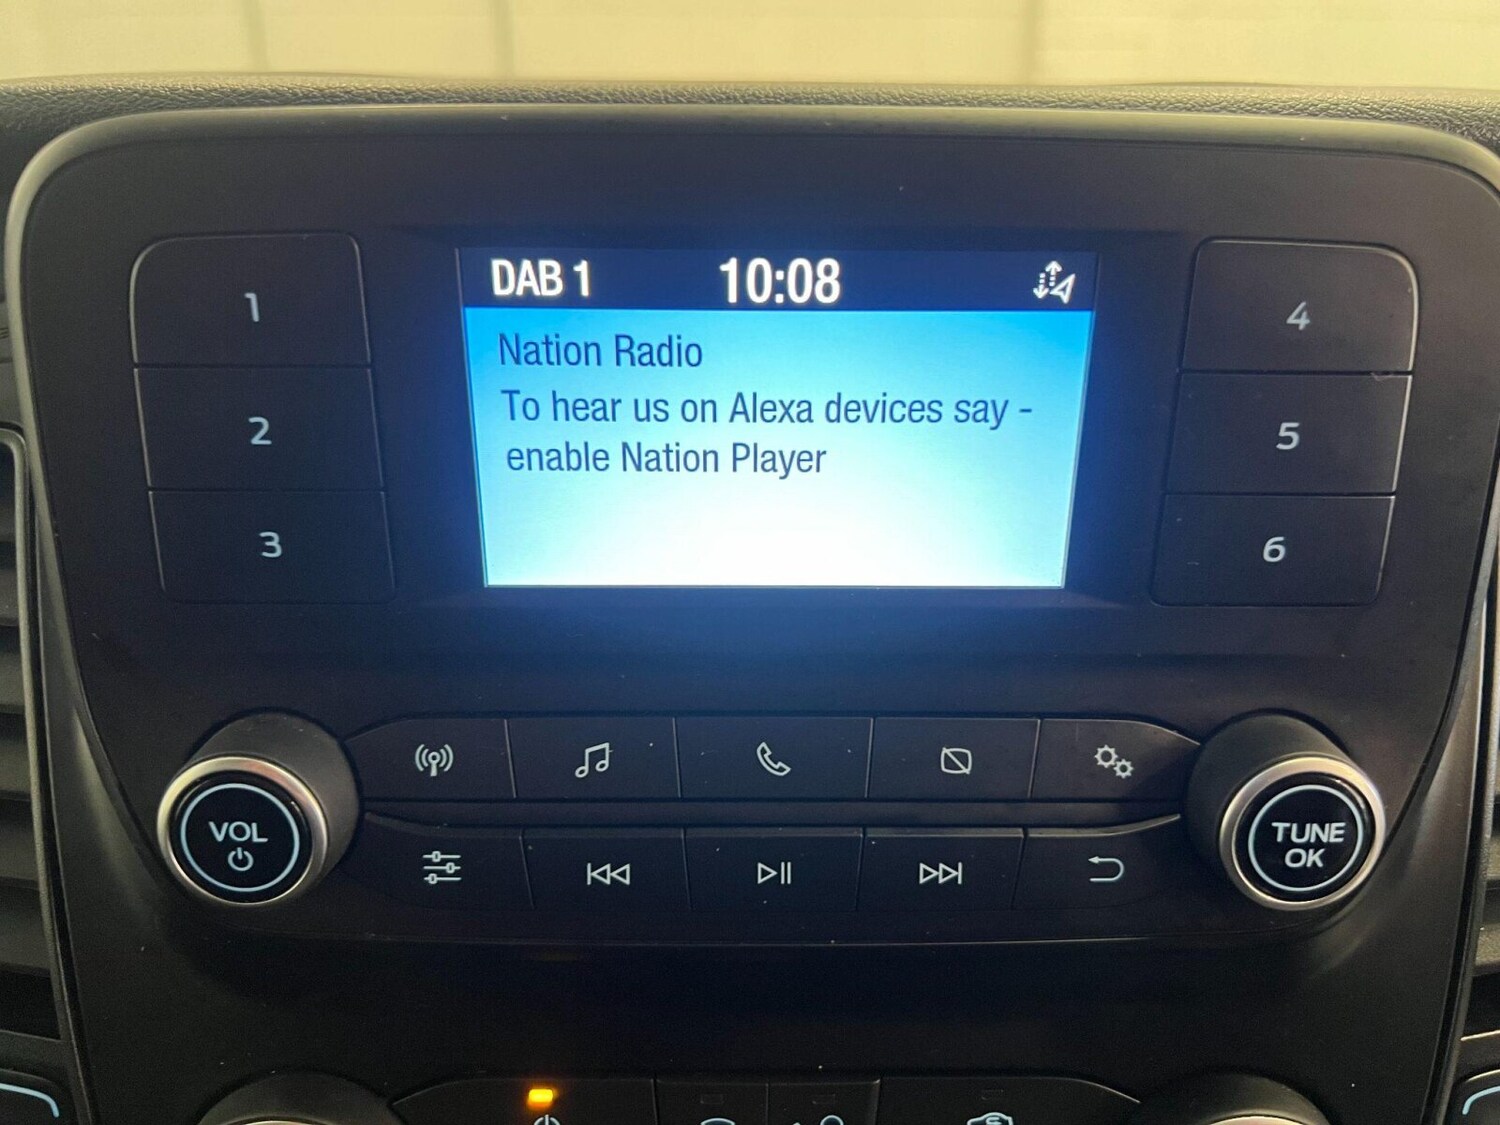 DAB 1 10:08
Nation Radio
To hear us on Alexa devices say -
enable Nation Player
1
2
3
4
5
6
VOL
TUNE
OK